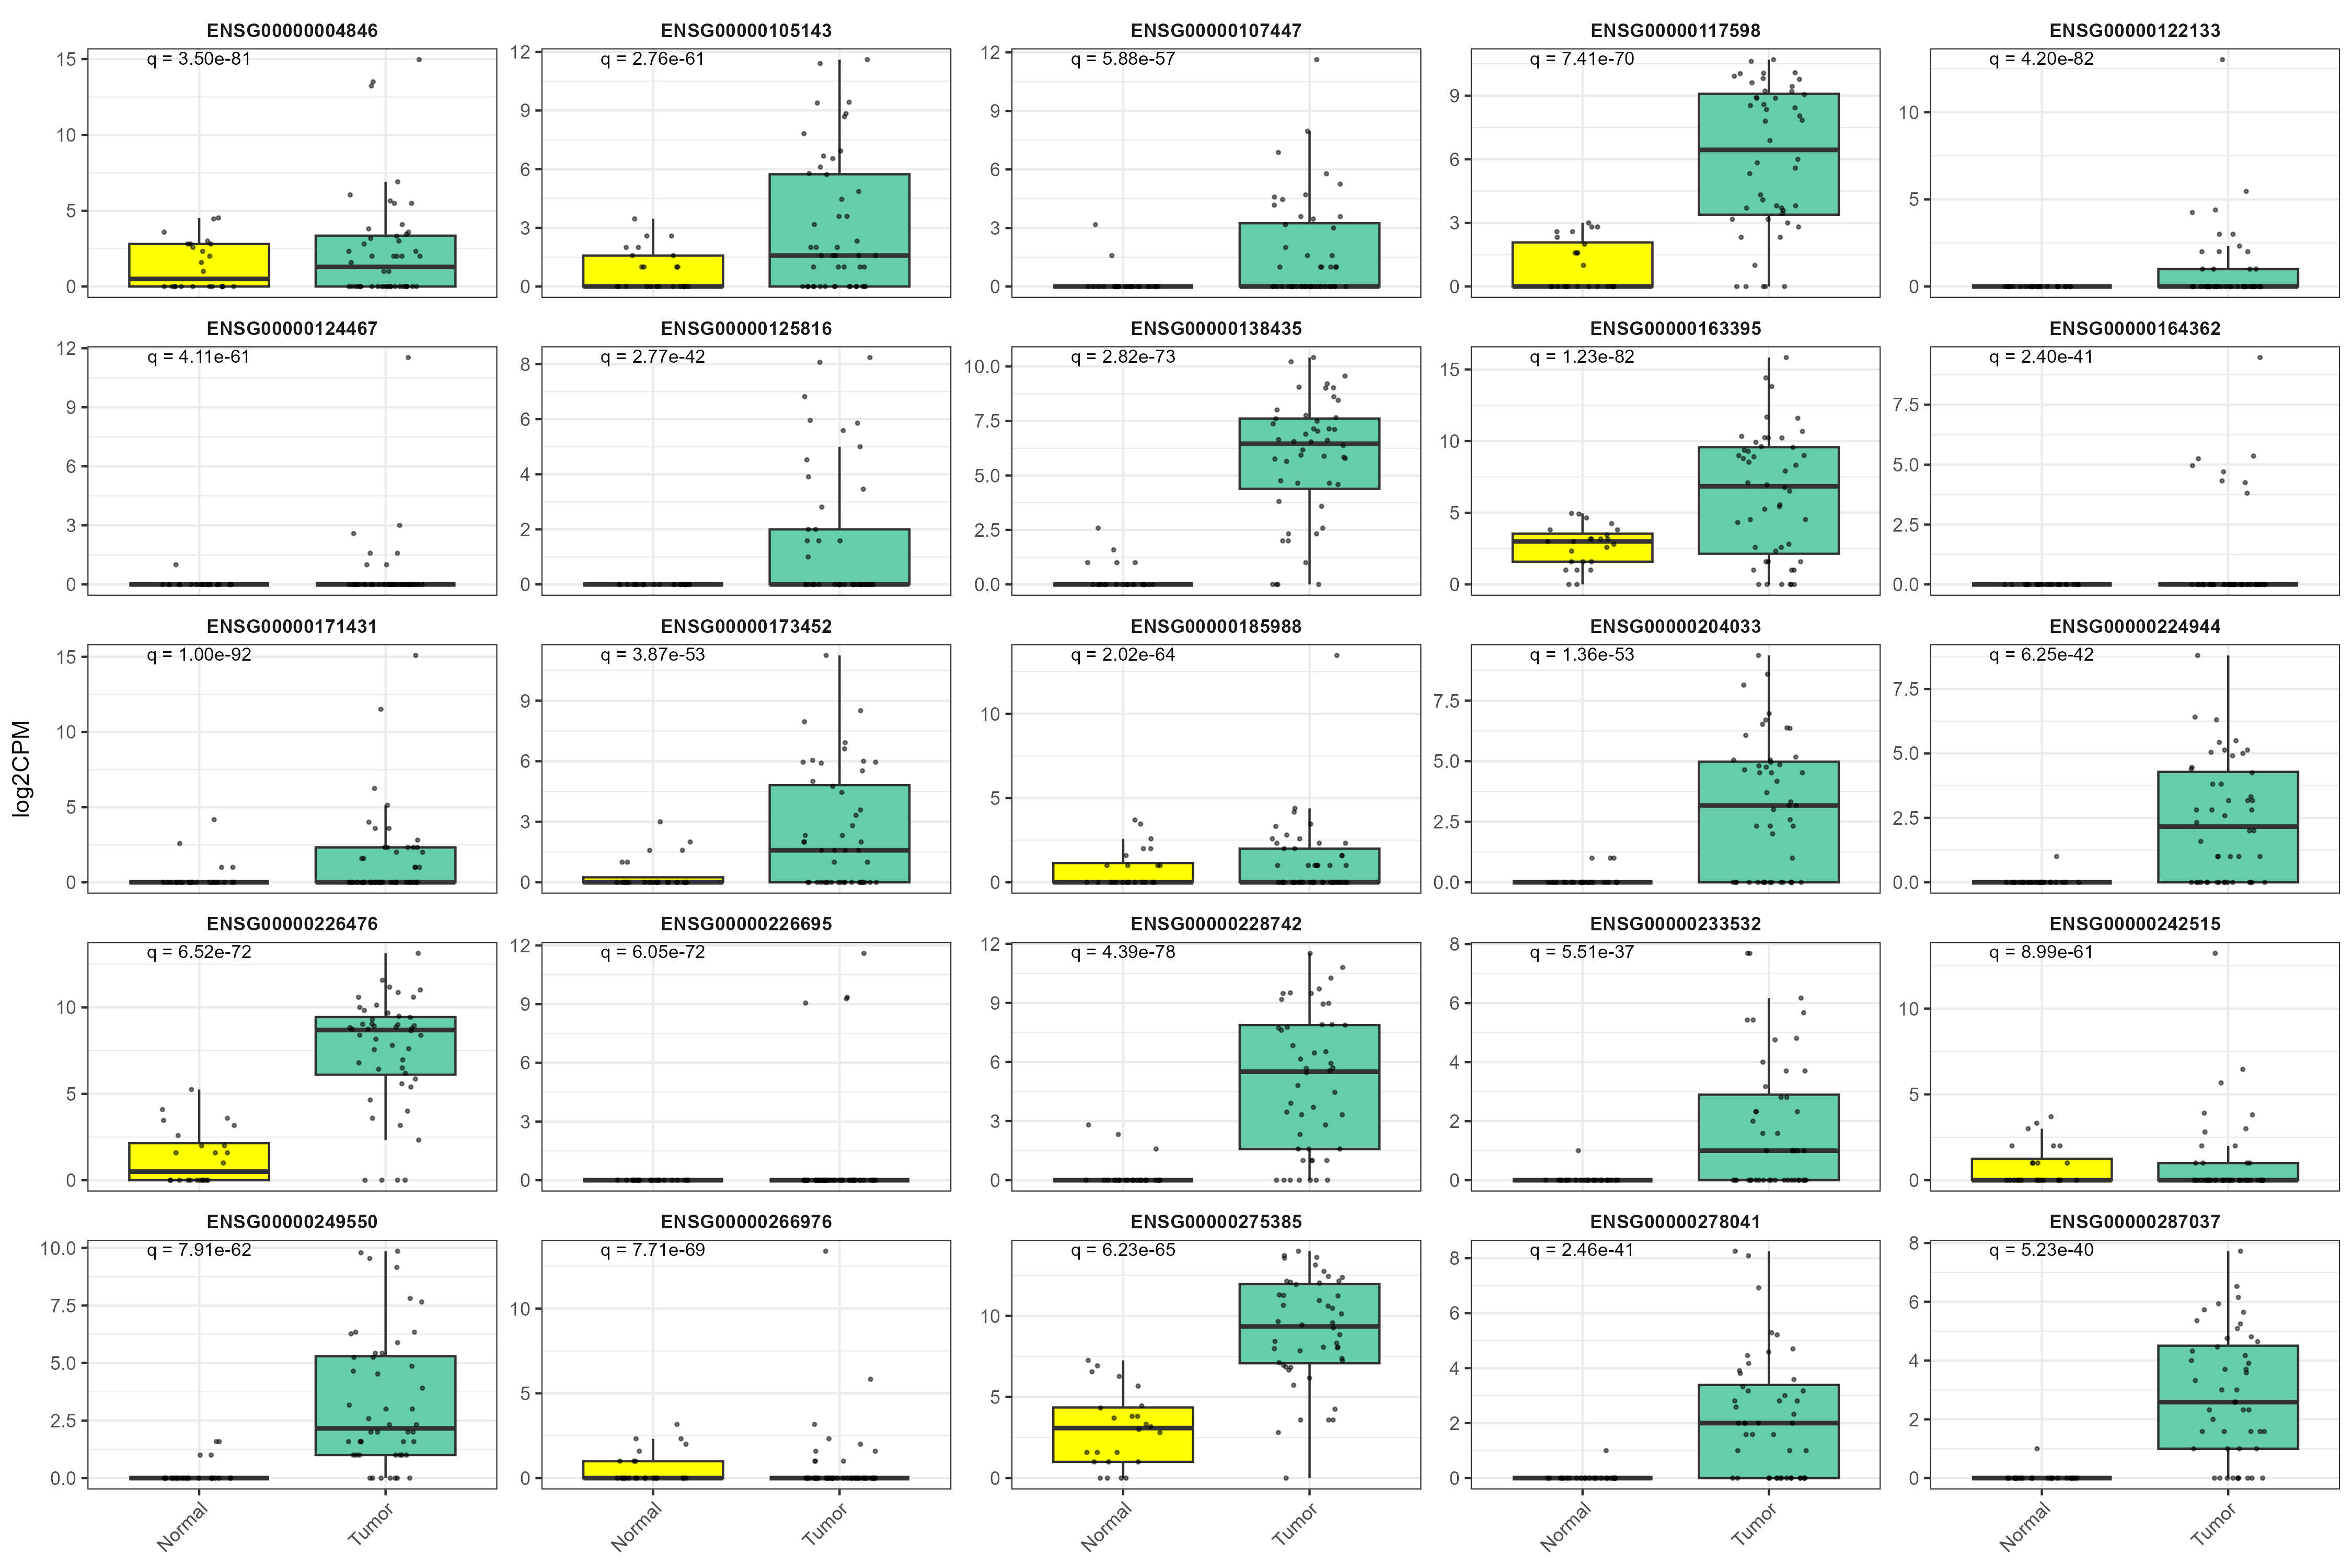 log2CPM
ENSG00000004846
q = 3.50e-81
15
10
5
0
ENSG00000105143
q = 2.76e-61
12
9
6
3
0
ENSG00000107447
q = 5.88e-57
12
9
6
3
0
ENSG00000117598
q = 7.41e-70
9
6
3
0
ENSG00000122133
q = 4.20e-82
10
5
0
ENSG00000124467
q = 4.11e-61
12
9
6
3
0
ENSG00000125816
q = 2.77e-42
8
6
4
2
0
ENSG00000138435
q = 2.82e-73
10.0
7.5
5.0
2.5
0.0
ENSG00000163395
q = 1.23e-82
15
10
5
0
ENSG00000164362
q = 2.40e-41
7.5
5.0
2.5
0.0
ENSG00000171431
q = 1.00e-92
15
10
5
0
ENSG00000173452
q = 3.87e-53
9
6
3
0
ENSG00000185988
q = 2.02e-64
10
5
0
ENSG00000204033
q = 1.36e-53
7.5
5.0
2.5
0.0
ENSG00000224944
q = 6.25e-42
7.5
5.0
2.5
0.0
ENSG00000226476
q = 6.52e-72
10
5
0
ENSG00000226695
q = 6.05e-72
12
9
6
3
0
ENSG00000228742
q = 4.39e-78
12
9
6
3
0
ENSG00000233532
q = 5.51e-37
8
6
4
2
0
ENSG00000242515
q = 8.99e-61
10
5
0
ENSG00000249550
q = 7.91e-62
10.0
7.5
5.0
2.5
0.0
Normal
Tumor
ENSG00000266976
q = 7.71e-69
10
5
0
Normal
Tumor
ENSG00000275385
q = 6.23e-65
10
5
0
Normal
Tumor
ENSG00000278041
q = 2.46e-41
8
6
4
2
0
Normal
Tumor
ENSG00000287037
q = 5.23e-40
8
6
4
2
0
Normal
Tumor